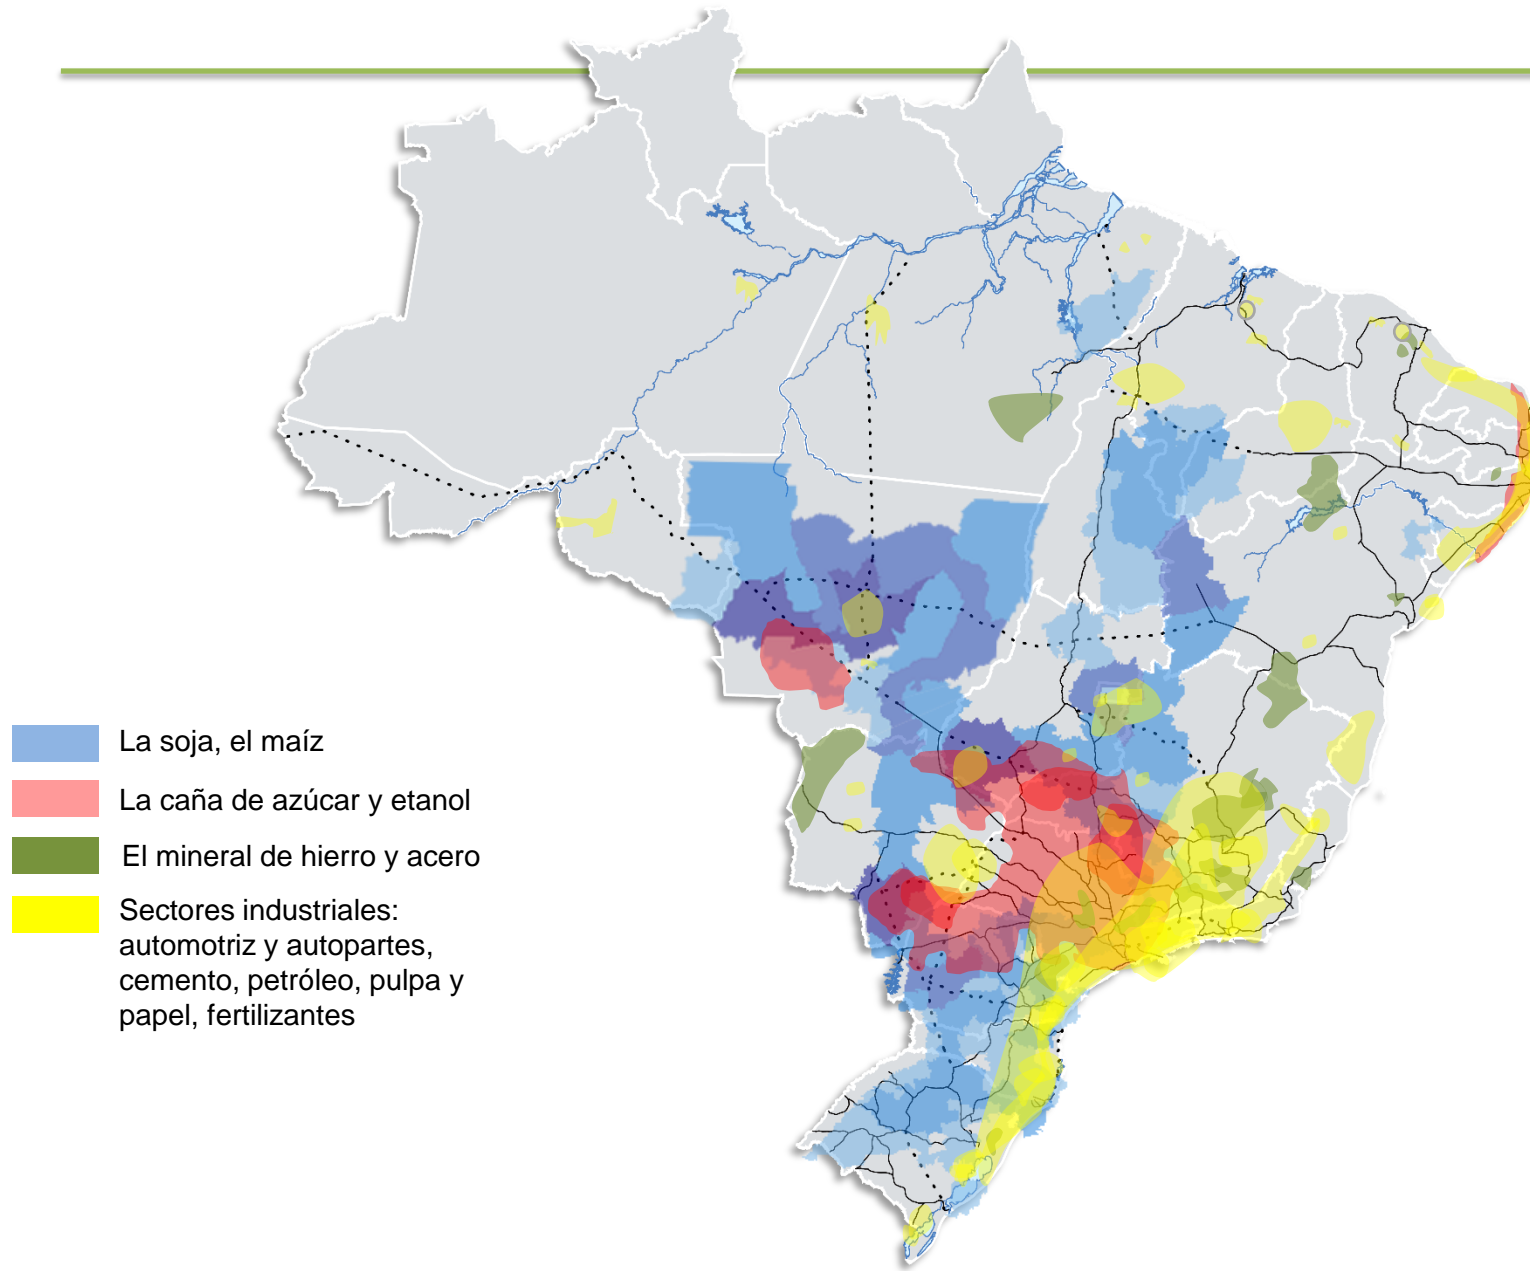 La soja, el maíz
La caña de azúcar y etanol
El mineral de hierro y acero
Sectores industriales:
automotriz y autopartes,
cemento, petróleo, pulpa y
papel, fertilizantes